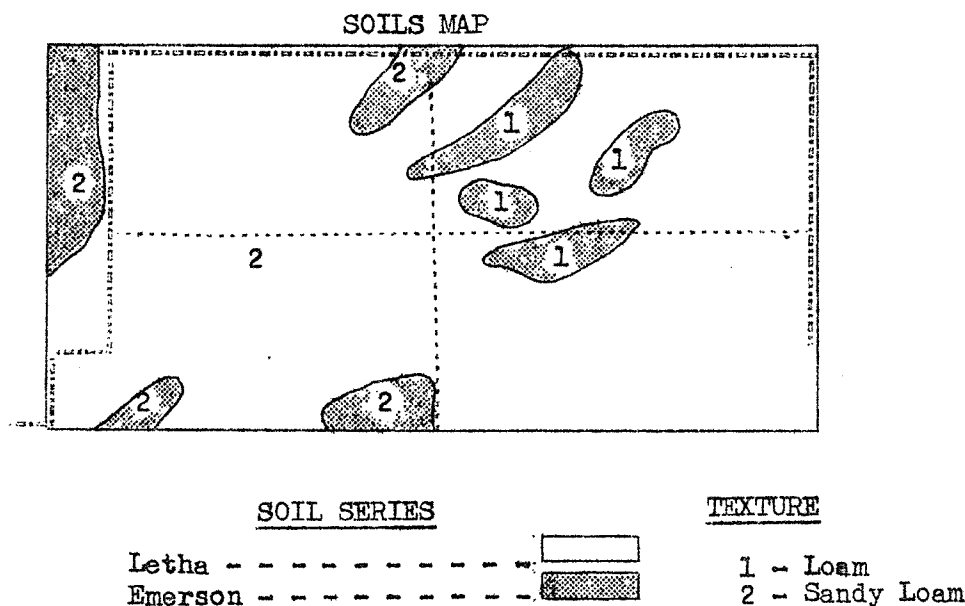 SOILS MAP
2
1
2
1
1
2
1
2
2
SOIL SERIES
TEXTURE
Letha
1 - Loam
Emerson
2 - Sandy Loam